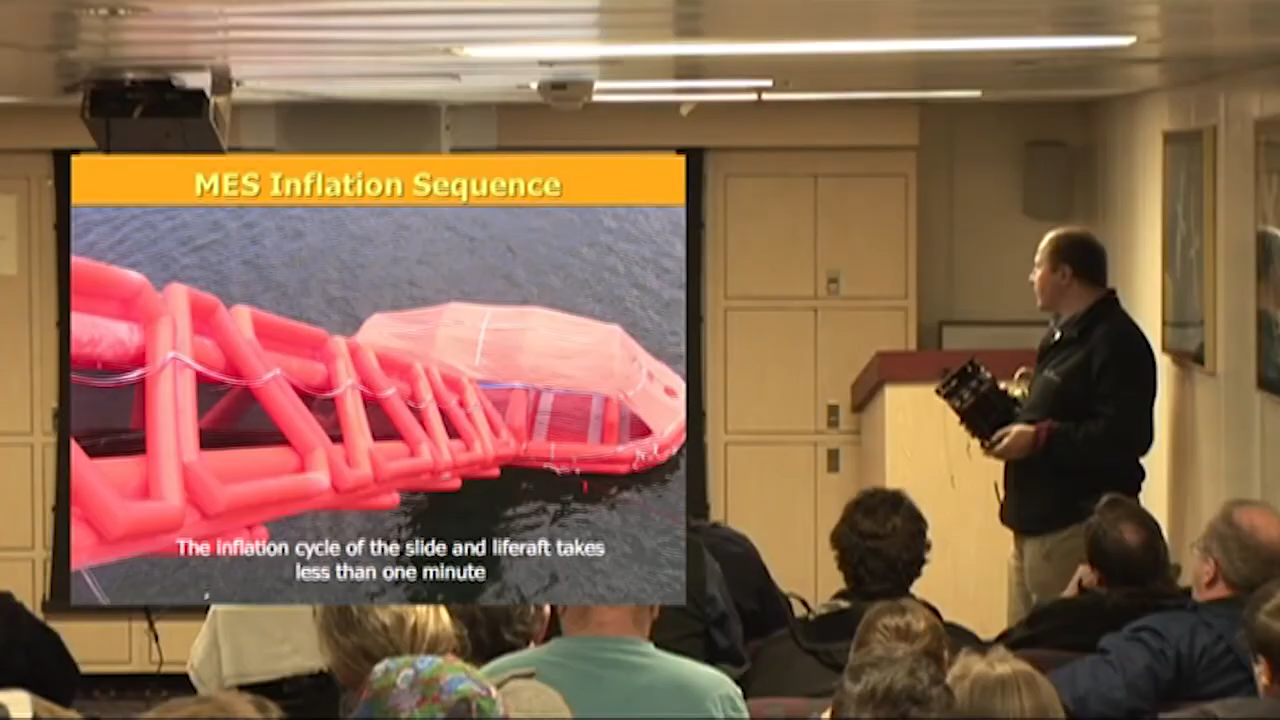 MES Inflation Sequence
The inflation cycle of the slide and liferaft takes
less than one minute